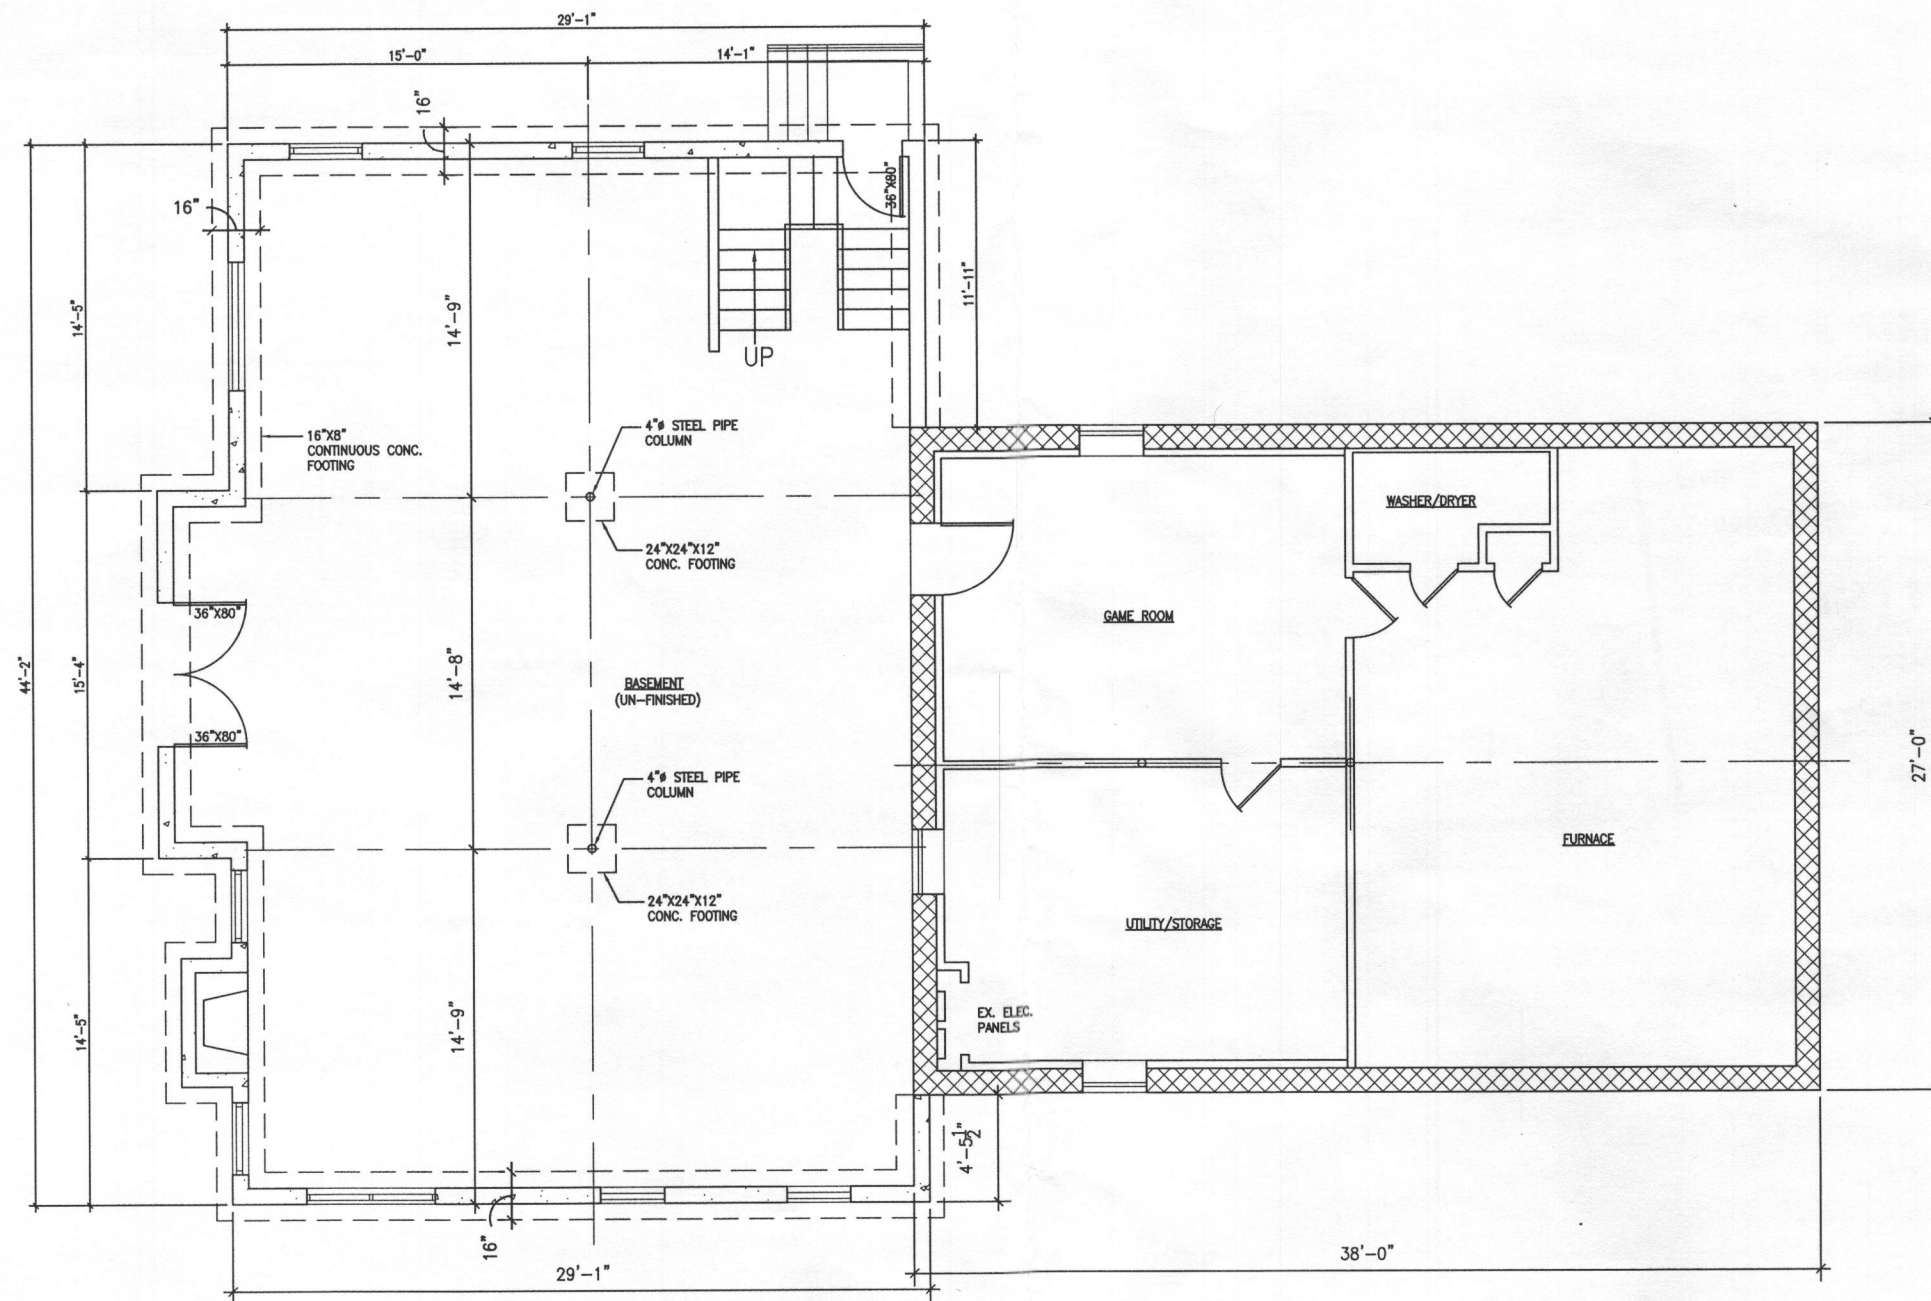 29'-1"
15'-0"
14'-1"
16"
36"X80"
16"
11'-11"
14'-5"
14'-9"
UP
4"ø STEEL PIPE
COLUMN
16"X8"
CONTINUOUS CONC.
FOOTING
WASHER/DRYER
24"X24"X12"
CONC. FOOTING
36"X80"
GAME ROOM
44'-2"
15'-4"
14'-8"
BASEMENT
(UN-FINISHED)
36"X80"
27'-0"
4"ø STEEL PIPE
COLUMN
FURNACE
24"X24"X12"
CONC. FOOTING
UTILITY/STORAGE
14'-5"
14'-9"
EX. ELEC.
PANELS
4'-5 1/2"
16"
29'-1"
38'-0"